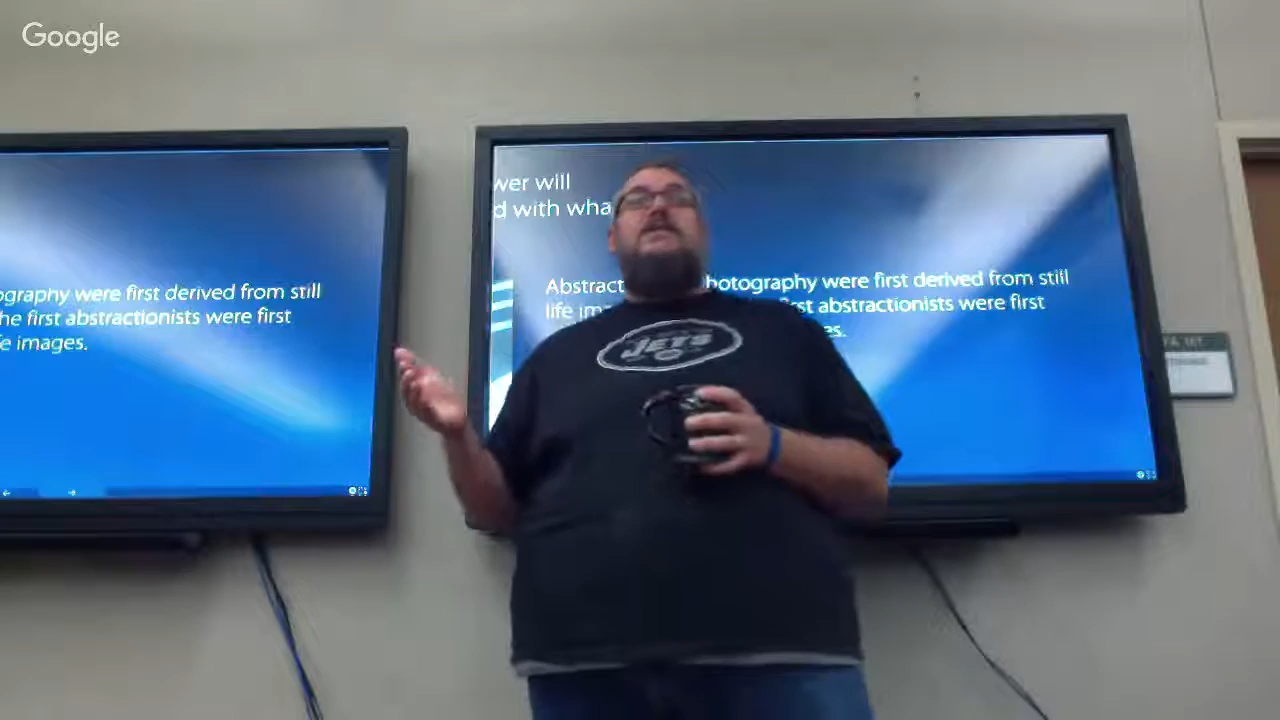 Google
wer will
d with wha
ography were first derived from still
he first abstractionists were first
e images.
Abstract hotography were first derived from still
life im rst abstractionists were first
es.
JETS